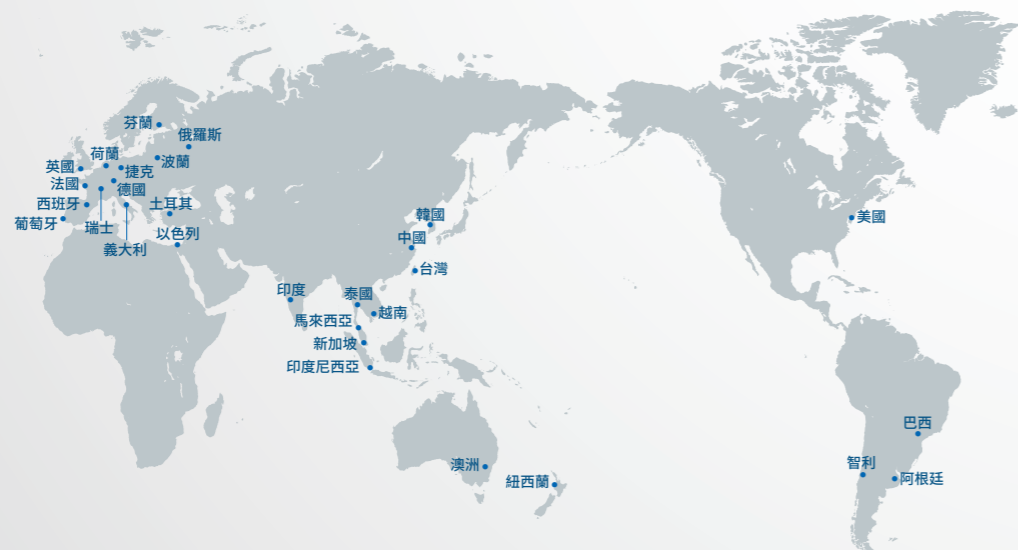 芬蘭
俄羅斯
荷蘭
波蘭
英國
捷克
法國
德國
西班牙
土耳其
葡萄牙
瑞士
以色列
義大利
韓國
中國
台灣
美國
印度
泰國
越南
馬來西亞
新加坡
印度尼西亞
巴西
澳洲
智利
紐西蘭
阿根廷